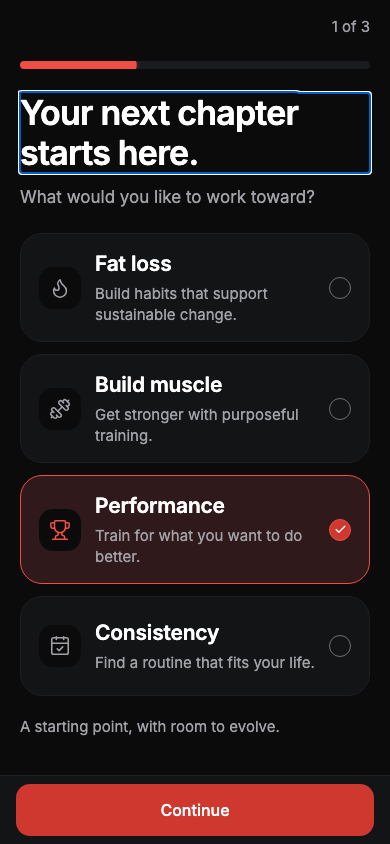 1 of 3
Your next chapter
starts here.
What would you like to work toward?
Fat loss
Build habits that support
sustainable change.
Build muscle
Get stronger with purposeful
training.
Performance
Train for what you want to do
better.
Consistency
Find a routine that fits your life.
A starting point, with room to evolve.
Continue